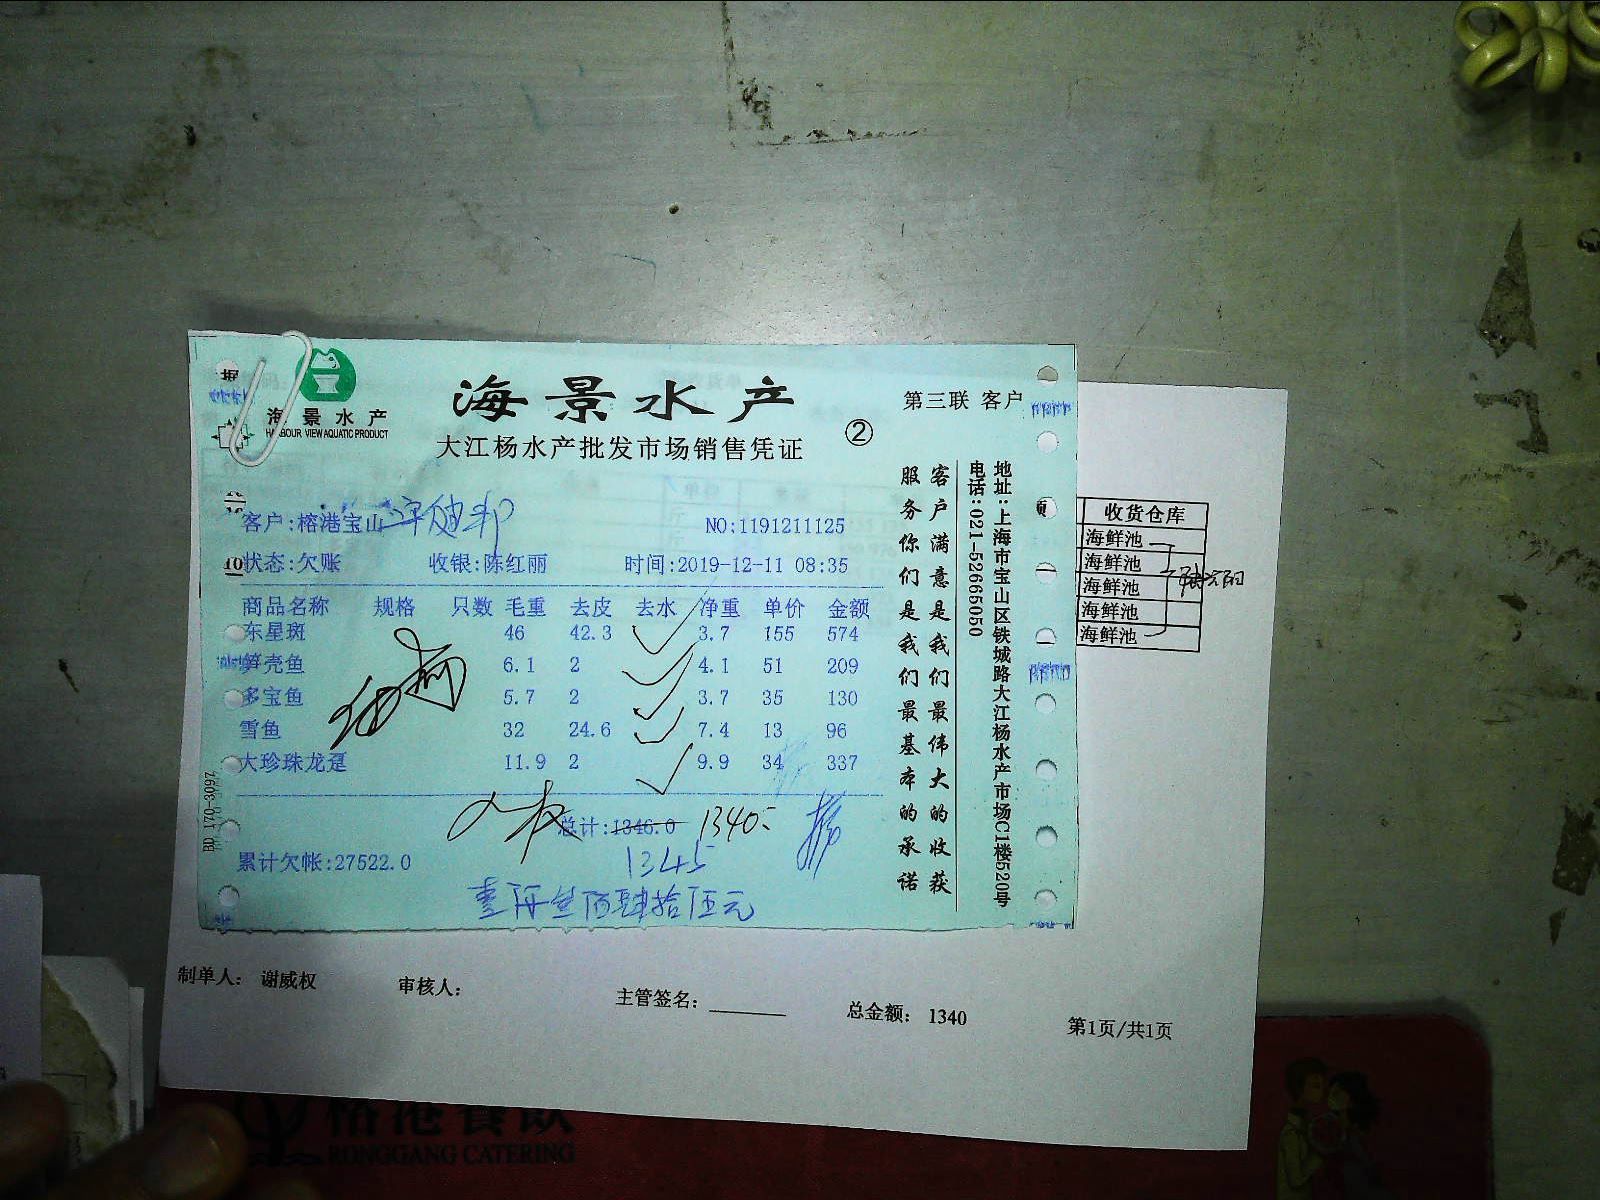 海景水产
HARBOUR VIEW AQUATIC PRODUCT
海景水产
大江杨水产批发市场销售凭证
②
第三联 客户
客户:榕港宝山
NO:1191211125
状态:欠账 收银:陈红丽 时间:2019-12-11 08:35
商品名称 规格 只数 毛重 去皮 去水 净重 单价 金额
东星斑 46 42.3 3.7 155 574
笋壳鱼 6.1 2 4.1 51 209
多宝鱼 5.7 2 3.7 35 130
雪鱼 32 24.6 7.4 13 96
大珍珠龙趸 11.9 2 9.9 34 337
总计:1346.0 1340
累计欠帐:27522.0 1345
壹仟叁佰肆拾伍元
客户满意是我们最伟大的收获
服务你们是我们最基本的承诺
地址:上海市宝山区铁城路大江杨水产市场C1楼520号
电话:021-52665050
BD 170-3097
收货仓库
海鲜池
海鲜池
海鲜池
海鲜池
海鲜池
制单人: 谢威权 审核人: 主管签名: 总金额: 1340 第1页/共1页
榕港餐饮
RONGGANG CATERING